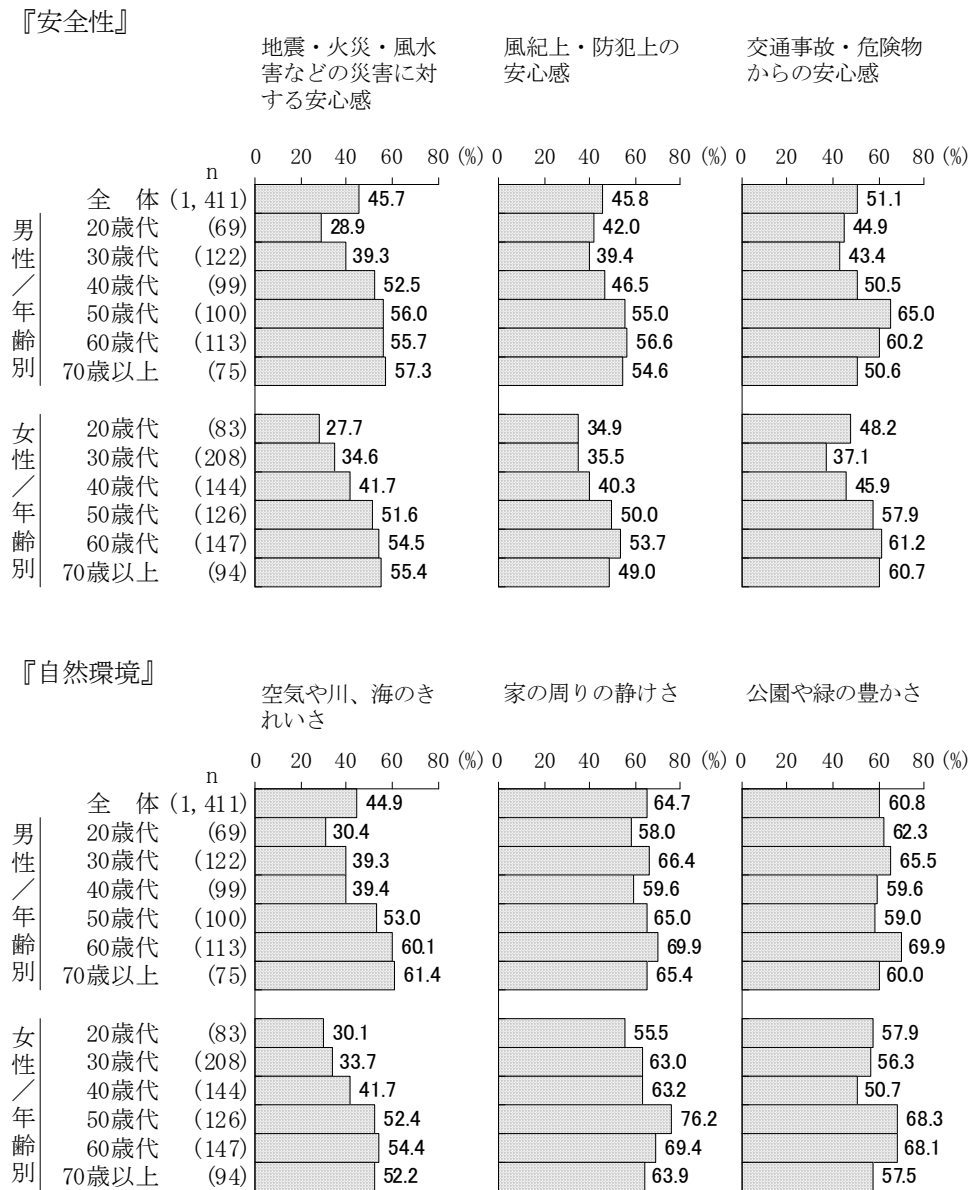 『安全性』
地震・火災・風水
害などの災害に対
する安心感
風紀上・防犯上の
安心感
交通事故・危険物
からの安心感
0 20 40 60 80 (%) 0 20 40 60 80 (%) 0 20 40 60 80 (%)
n
全 体 (1,411) 45.7 45.8 51.1
男性／年齢別
20歳代 (69) 28.9 42.0 44.9
30歳代 (122) 39.3 39.4 43.4
40歳代 (99) 52.5 46.5 50.5
50歳代 (100) 56.0 55.0 65.0
60歳代 (113) 55.7 56.6 60.2
70歳以上 (75) 57.3 54.6 50.6
女性／年齢別
20歳代 (83) 27.7 34.9 48.2
30歳代 (208) 34.6 35.5 37.1
40歳代 (144) 41.7 40.3 45.9
50歳代 (126) 51.6 50.0 57.9
60歳代 (147) 54.5 53.7 61.2
70歳以上 (94) 55.4 49.0 60.7
『自然環境』
空気や川、海のき
れいさ
家の周りの静けさ
公園や緑の豊かさ
0 20 40 60 80 (%) 0 20 40 60 80 (%) 0 20 40 60 80 (%)
n
全 体 (1,411) 44.9 64.7 60.8
男性／年齢別
20歳代 (69) 30.4 58.0 62.3
30歳代 (122) 39.3 66.4 65.5
40歳代 (99) 39.4 59.6 59.6
50歳代 (100) 53.0 65.0 59.0
60歳代 (113) 60.1 69.9 69.9
70歳以上 (75) 61.4 65.4 60.0
女性／年齢別
20歳代 (83) 30.1 55.5 57.9
30歳代 (208) 33.7 63.0 56.3
40歳代 (144) 41.7 63.2 50.7
50歳代 (126) 52.4 76.2 68.3
60歳代 (147) 54.4 69.4 68.1
70歳以上 (94) 52.2 63.9 57.5